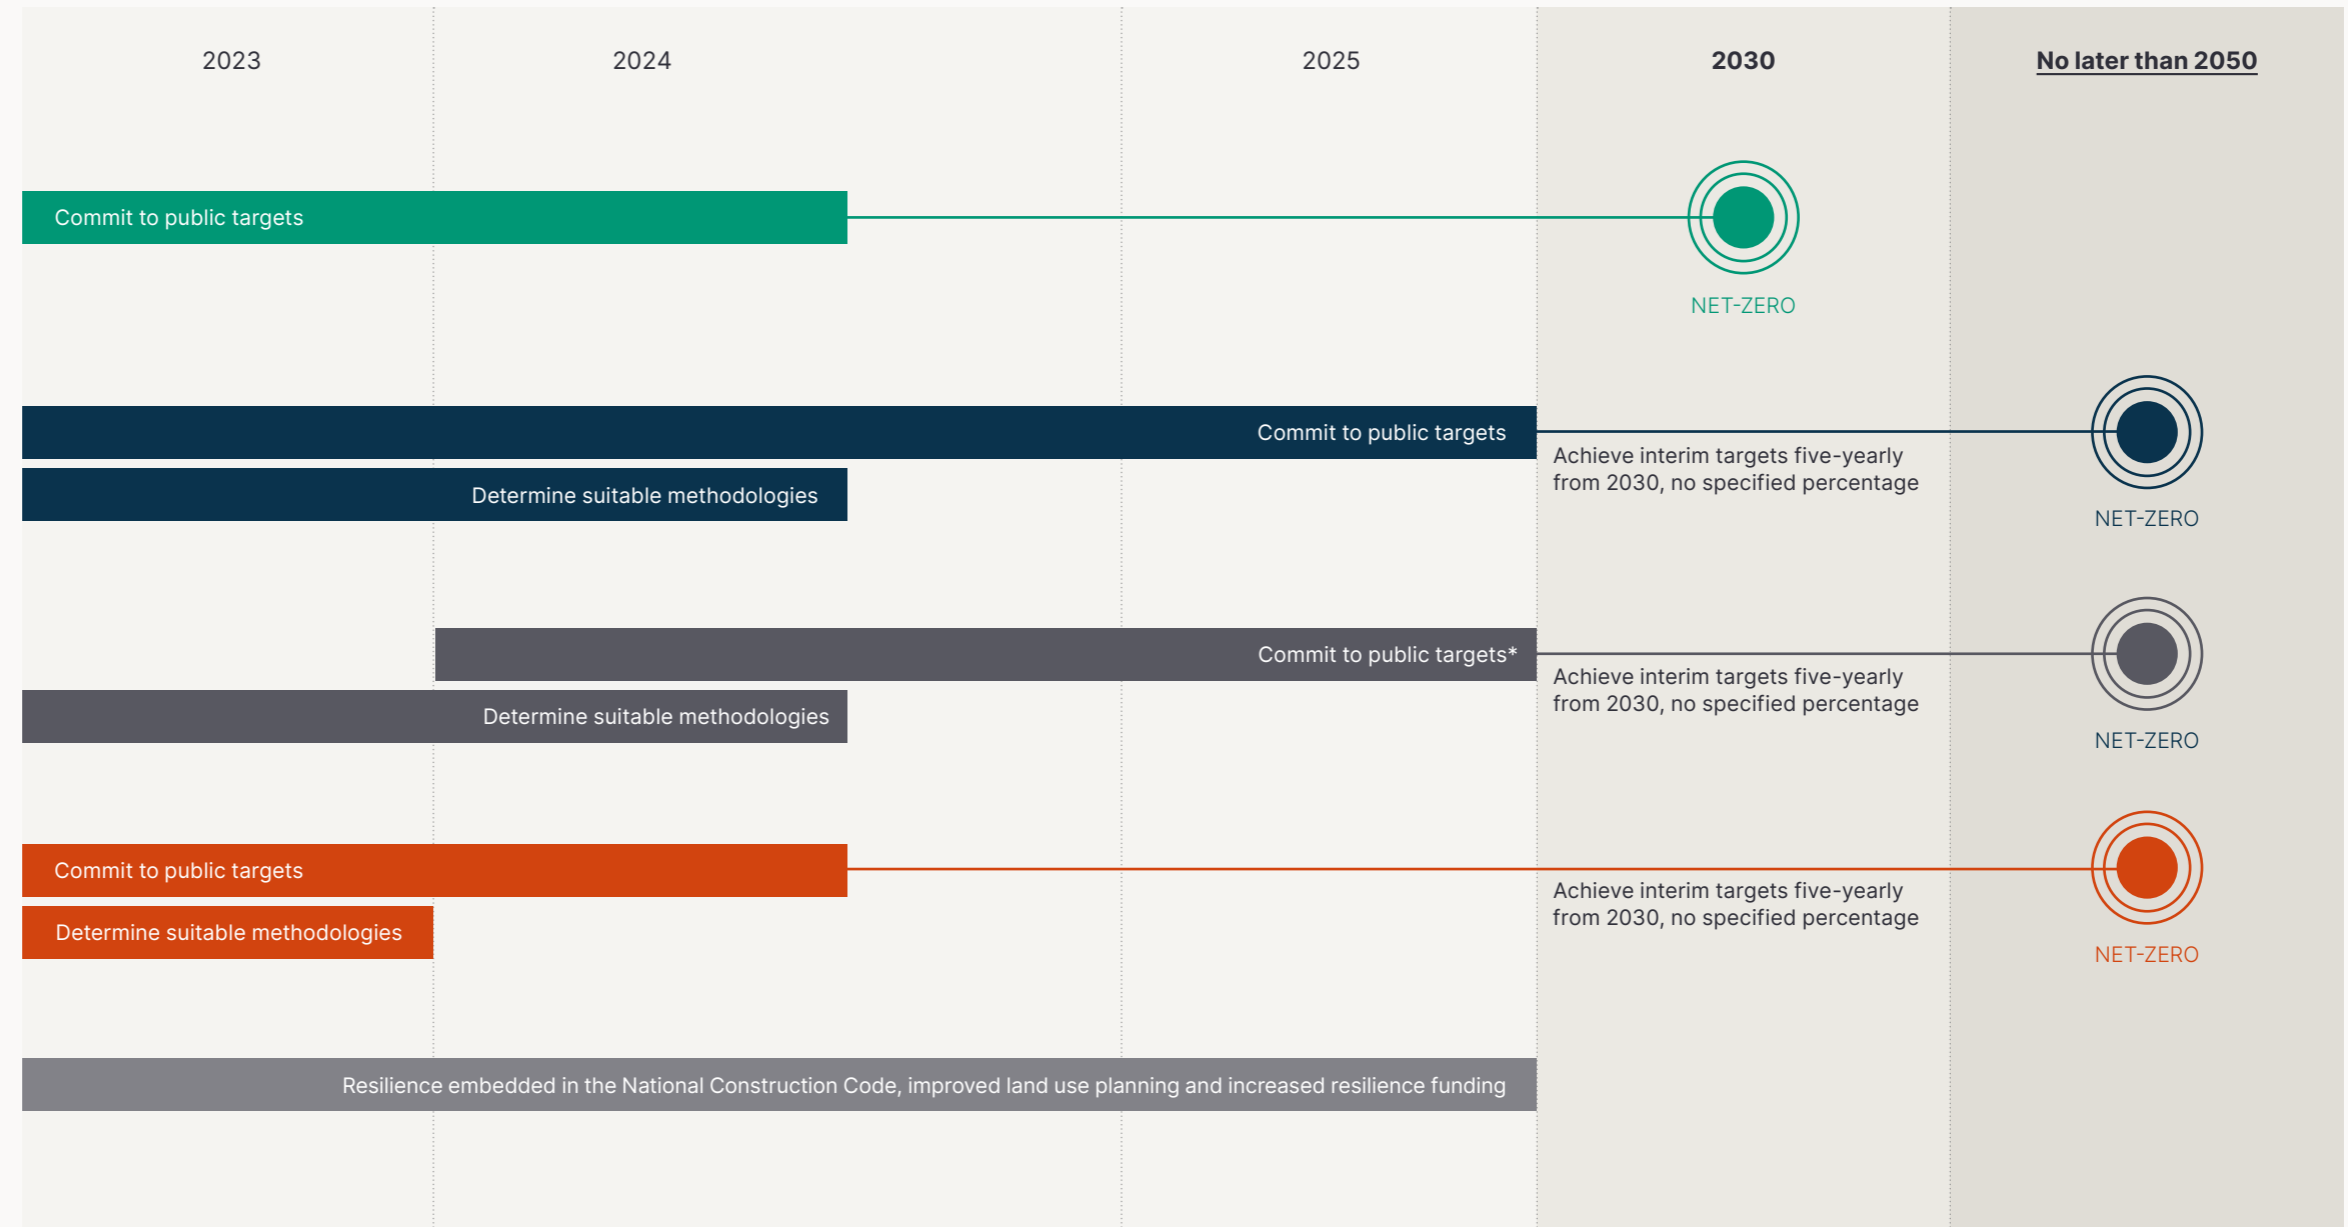 2023
2024
2025
2030
No later than 2050
Commit to public targets
NET-ZERO
Commit to public targets
Achieve interim targets five-yearly
from 2030, no specified percentage
Determine suitable methodologies
NET-ZERO
Commit to public targets*
Achieve interim targets five-yearly
from 2030, no specified percentage
Determine suitable methodologies
NET-ZERO
Commit to public targets
Achieve interim targets five-yearly
from 2030, no specified percentage
Determine suitable methodologies
NET-ZERO
Resilience embedded in the National Construction Code, improved land use planning and increased resilience funding